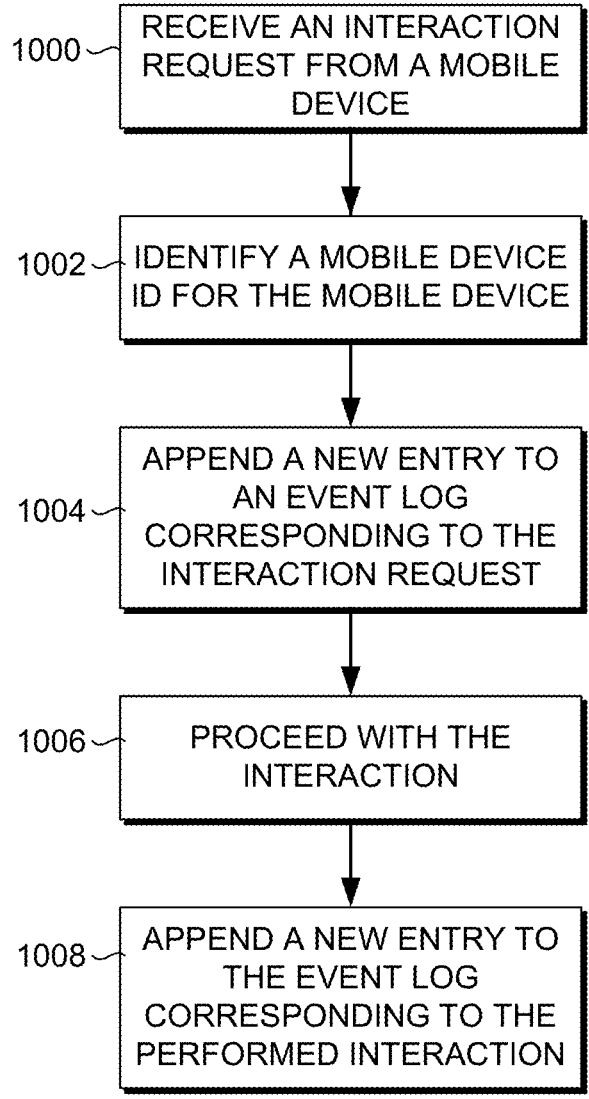 1000
RECEIVE AN INTERACTION
REQUEST FROM A MOBILE
DEVICE
1002
IDENTIFY A MOBILE DEVICE
ID FOR THE MOBILE DEVICE
1004
APPEND A NEW ENTRY TO
AN EVENT LOG
CORRESPONDING TO THE
INTERACTION REQUEST
1006
PROCEED WITH THE
INTERACTION
1008
APPEND A NEW ENTRY TO
THE EVENT LOG
CORRESPONDING TO THE
PERFORMED INTERACTION